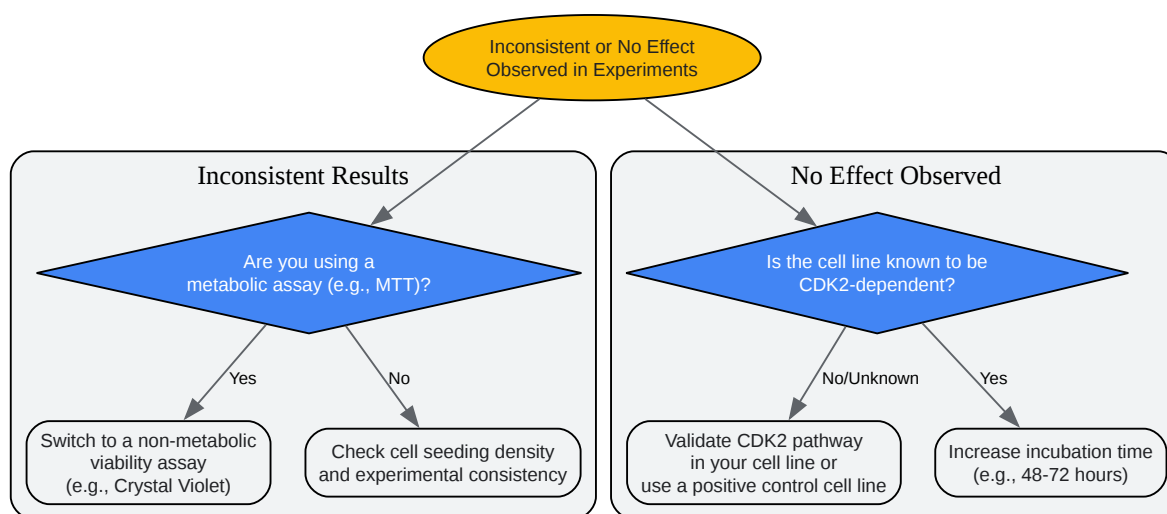 Inconsistent or No Effect
Observed in Experiments
Inconsistent Results
Are you using a
metabolic assay (e.g., MTT)?
Yes
No
Switch to a non-metabolic
viability assay
(e.g., Crystal Violet)
Check cell seeding density
and experimental consistency
No Effect Observed
Is the cell line known to be
CDK2-dependent?
No/Unknown
Yes
Validate CDK2 pathway
in your cell line or
use a positive control cell line
Increase incubation time
(e.g., 48-72 hours)